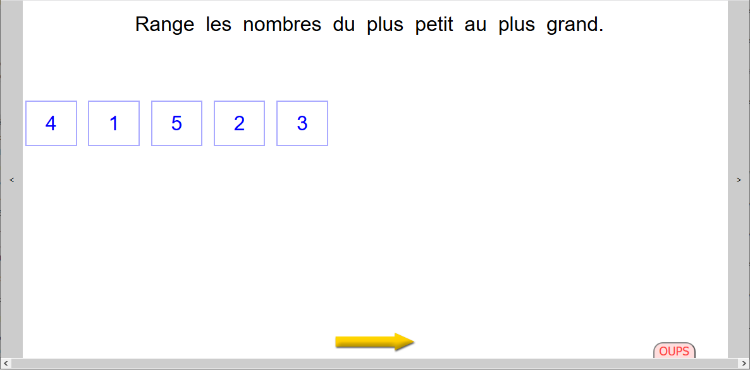 Range les nombres du plus petit au plus grand.
4 1 5 2 3
< >
OUPS
< >